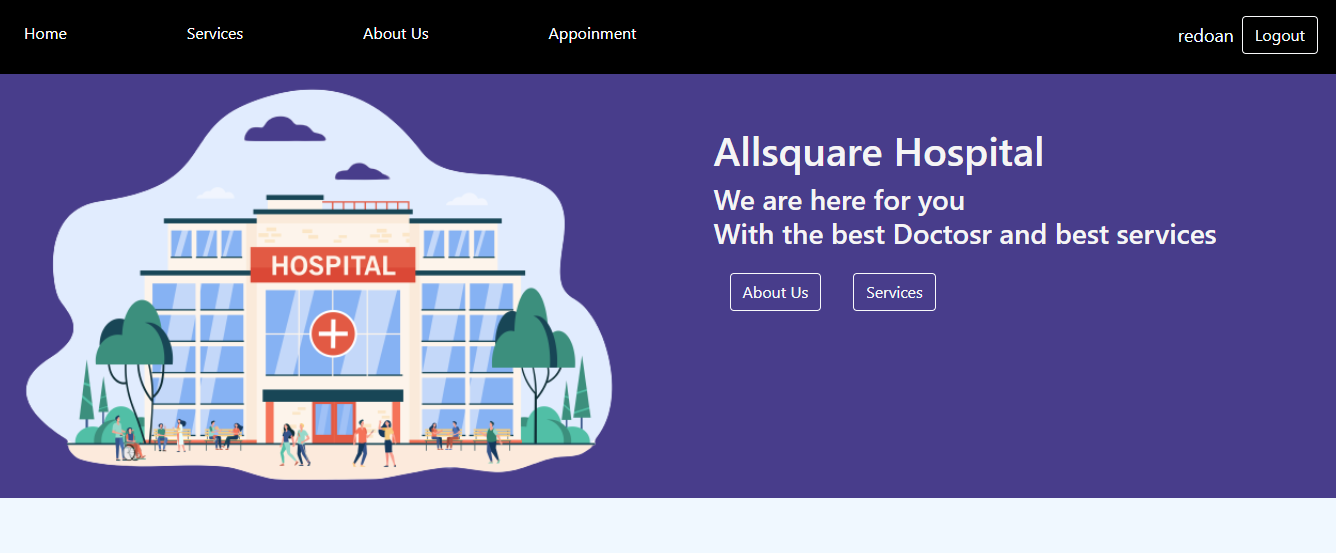 Home Services About Us Appoinment redoan Logout
Allsquare Hospital
We are here for you
With the best Doctosr and best services
About Us Services
HOSPITAL